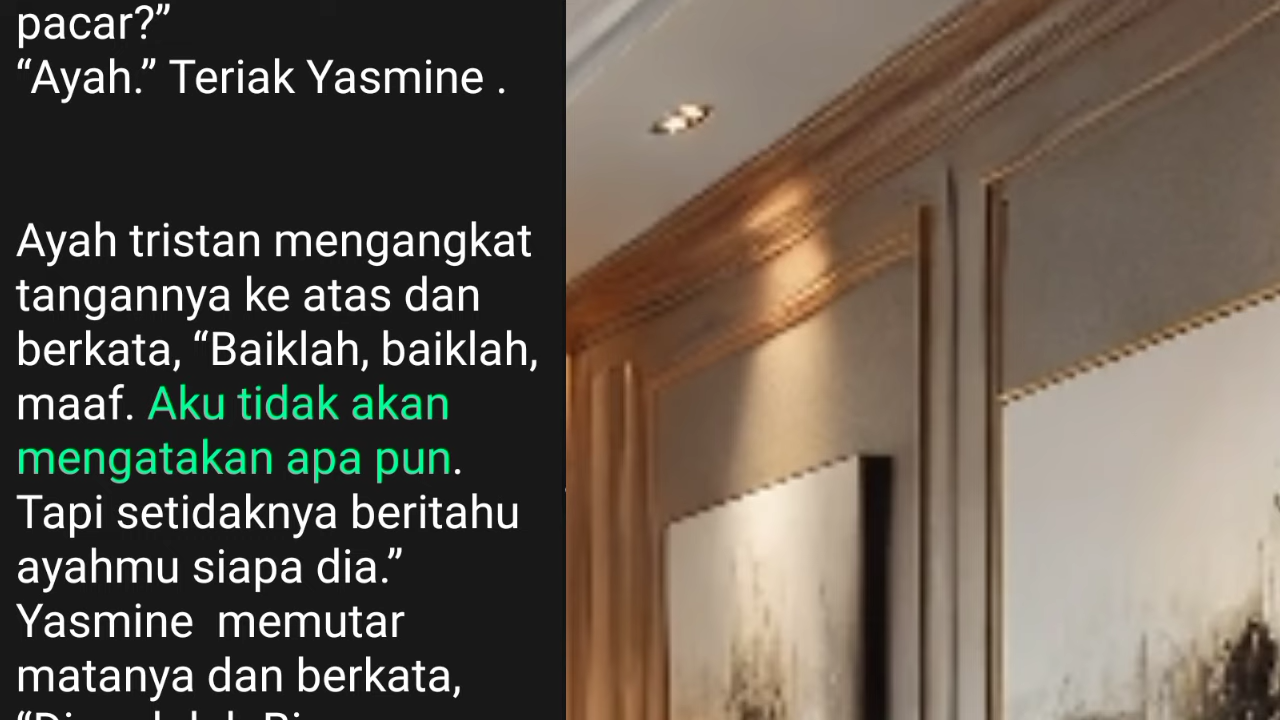 pacar?”
“Ayah.” Teriak Yasmine .
Ayah tristan mengangkat
tangannya ke atas dan
berkata, “Baiklah, baiklah,
maaf. Aku tidak akan
mengatakan apa pun.
Tapi setidaknya beritahu
ayahmu siapa dia.”
Yasmine  memutar
matanya dan berkata,